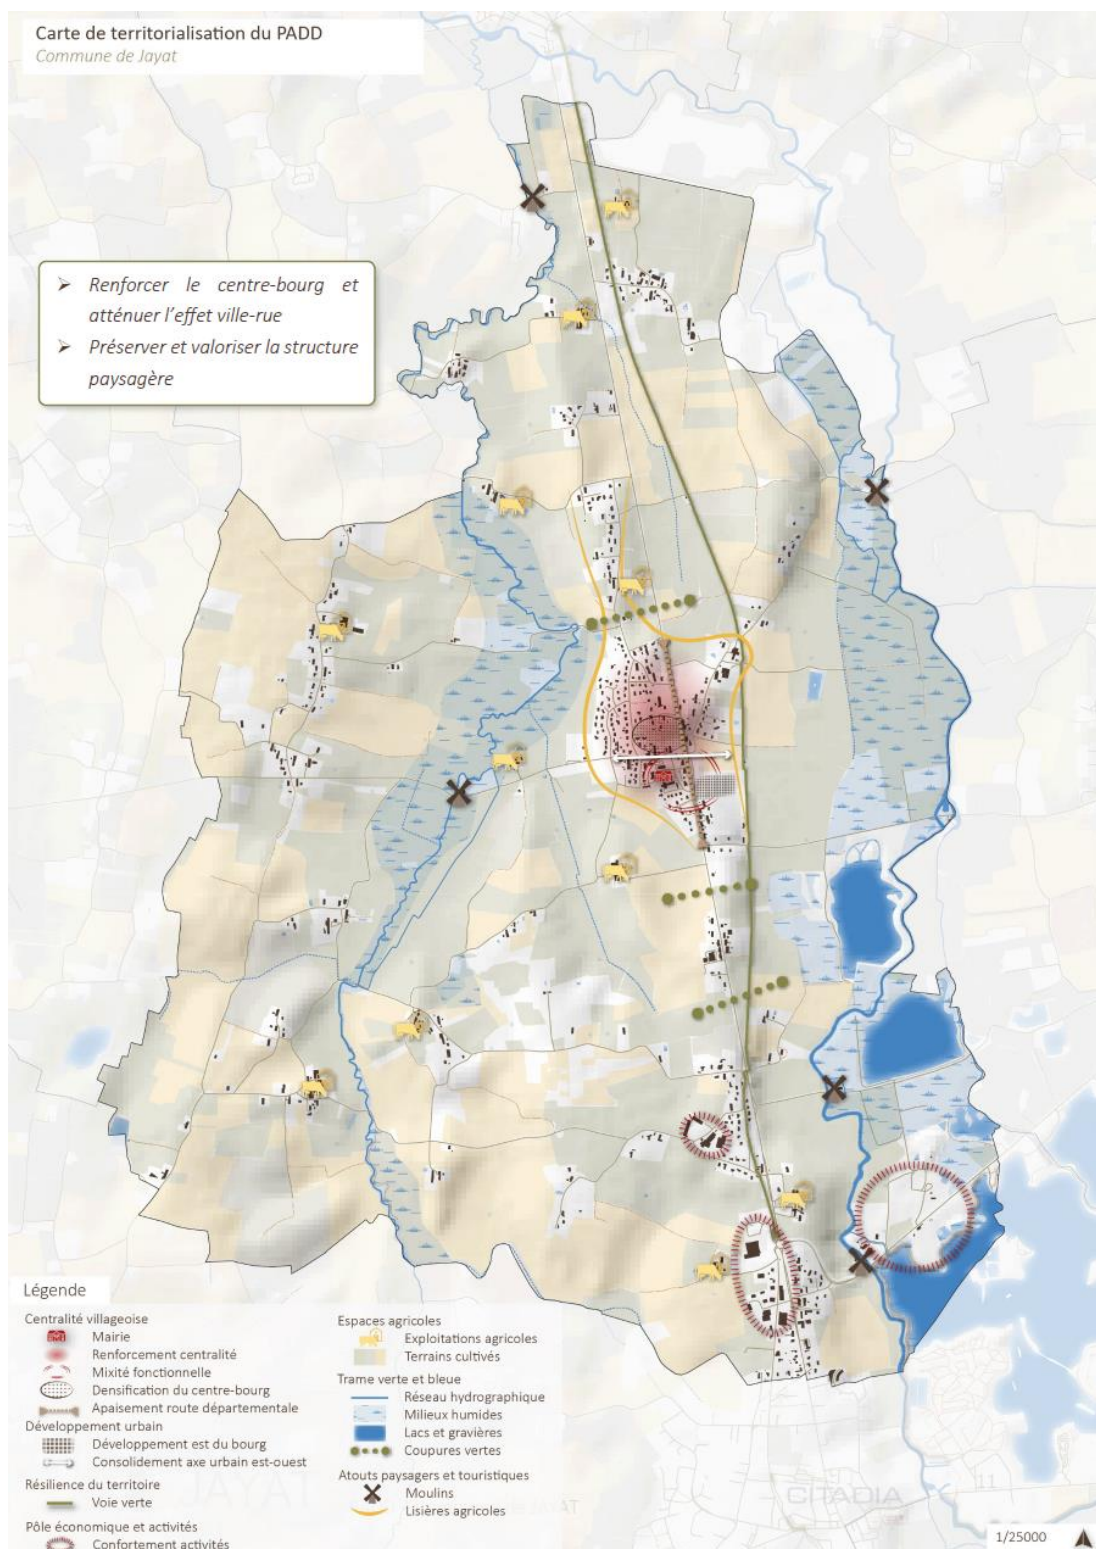 Carte de territorialisation du PADD
Commune de Jayat
➢ Renforcer le centre-bourg et
atténuer l'effet ville-rue
➢ Préserver et valoriser la structure
paysagère
Légende
Centralité villageoise
Mairie
Renforcement centralité
Mixité fonctionnelle
Densification du centre-bourg
Apaisement route départementale
Développement urbain
Développement est du bourg
Consolidement axe urbain est-ouest
Résilience du territoire
Voie verte
Pôle économique et activités
Confortement activités
Espaces agricoles
Exploitations agricoles
Terrains cultivés
Trame verte et bleue
Réseau hydrographique
Milieux humides
Lacs et gravières
Coupures vertes
Atouts paysagers et touristiques
Moulins
Lisières agricoles
JAYAT
CITADIA
1/25000